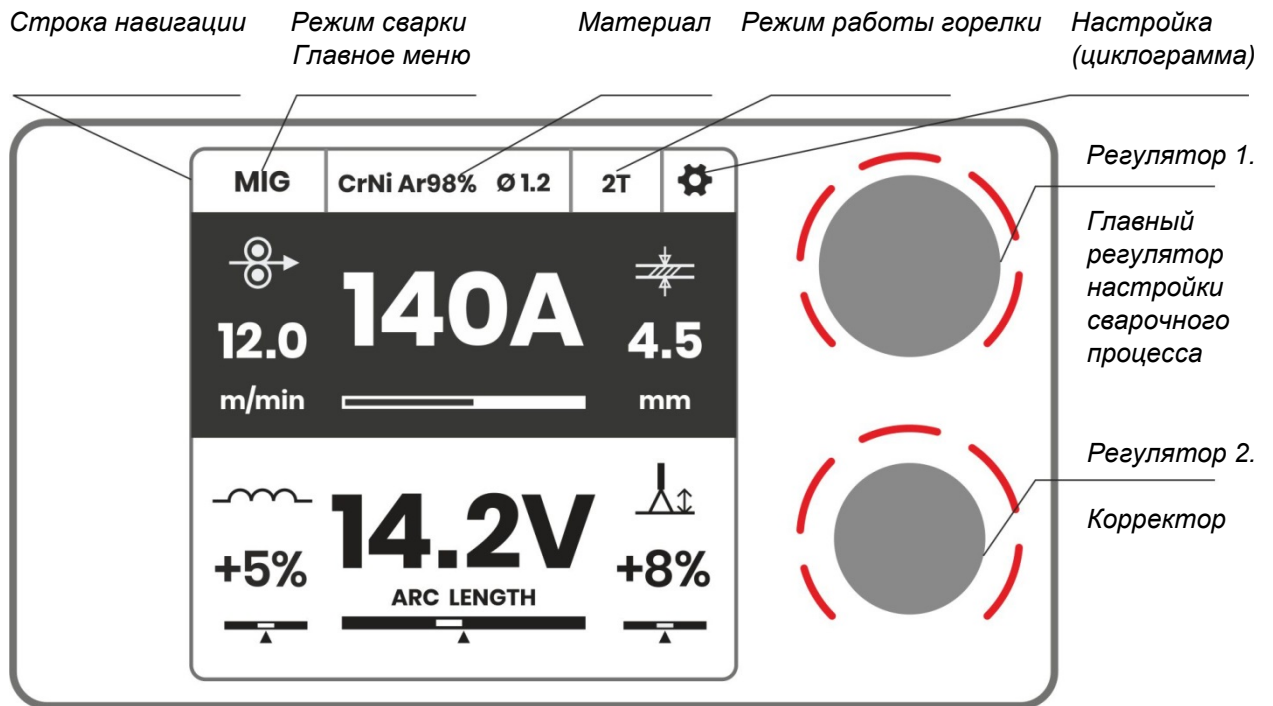 Строка навигации
Режим сварки
Главное меню
Материал
Режим работы горелки
Настройка
(циклограмма)
MIG
CrNi Ar98% Ø 1.2
2T
12.0
m/min
140A
4.5
mm
+5%
14.2V
ARC LENGTH
+8%
Регулятор 1.
Главный
регулятор
настройки
сварочного
процесса
Регулятор 2.
Корректор